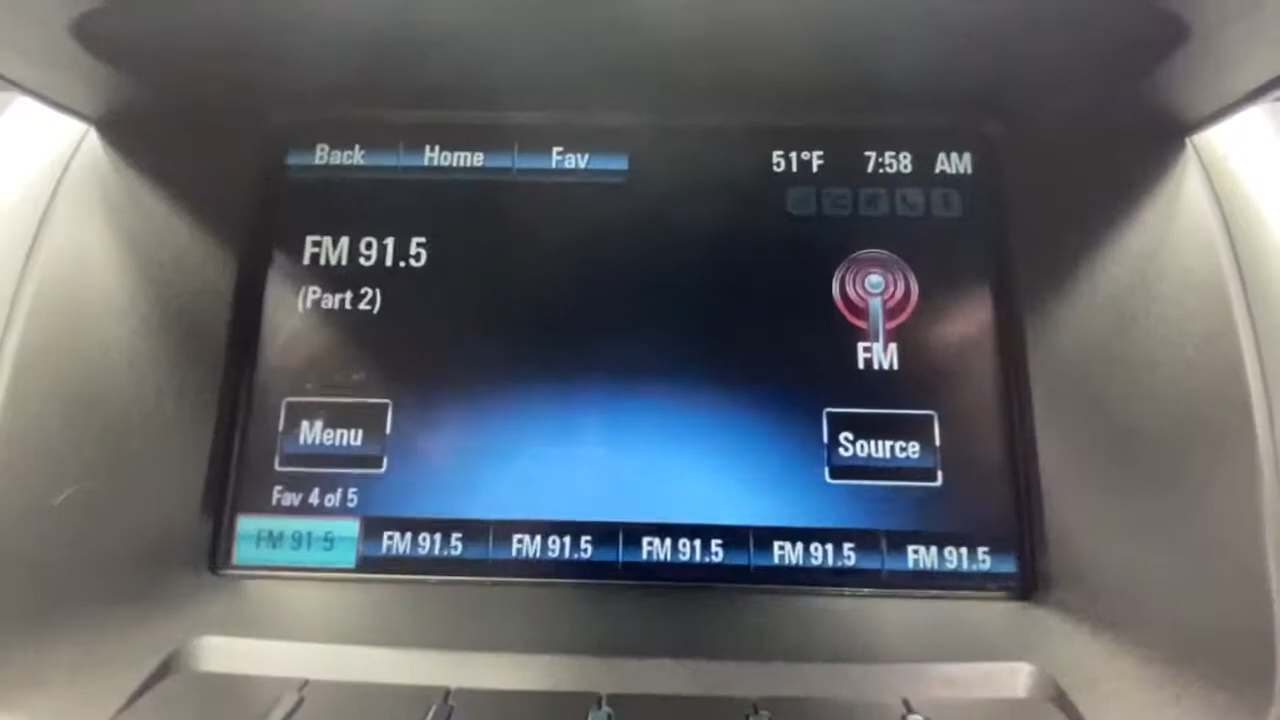 Back Home Fav 51°F 7:58 AM
FM 91.5
(Part 2)
FM
Menu
Source
Fav 4 of 5
FM 91.5 FM 91.5 FM 91.5 FM 91.5 FM 91.5 FM 91.5